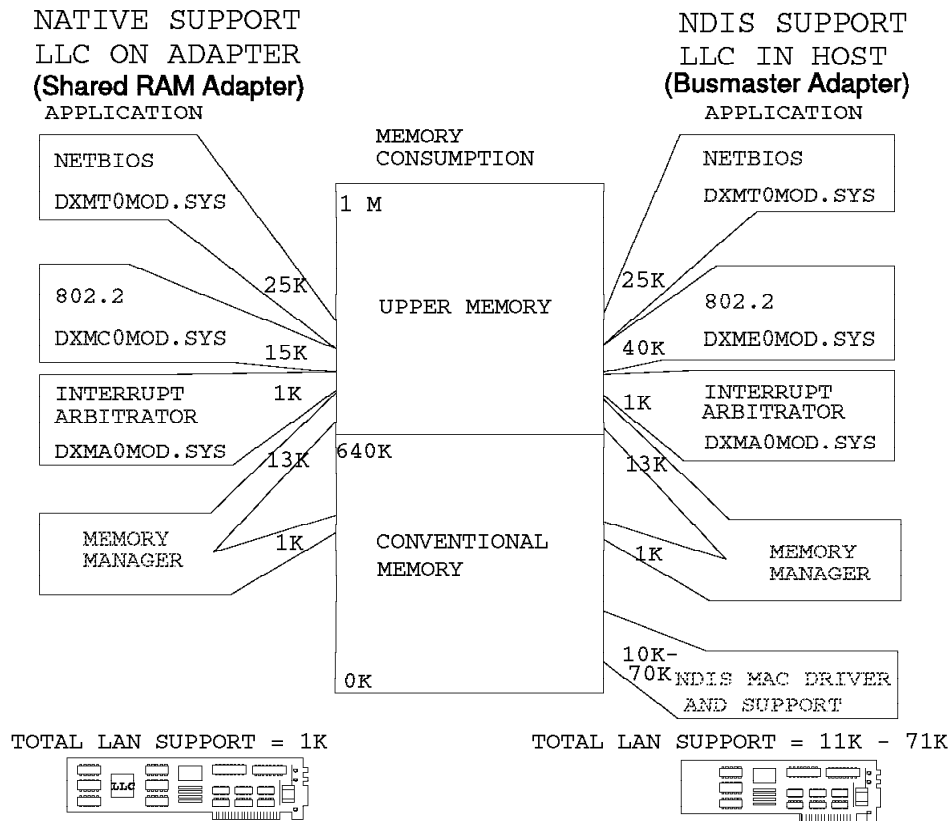 NATIVE SUPPORT
LLC ON ADAPTER
(Shared RAM Adapter)
APPLICATION
NETBIOS
DXMT0MOD.SYS
25K
802.2
DXMC0MOD.SYS
15K
INTERRUPT
ARBITRATOR
DXMA0MOD.SYS
1K
13K
MEMORY
MANAGER
1K
MEMORY
CONSUMPTION
1 M
UPPER MEMORY
640K
CONVENTIONAL
MEMORY
0K
NDIS SUPPORT
LLC IN HOST
(Busmaster Adapter)
APPLICATION
NETBIOS
DXMT0MOD.SYS
25K
802.2
DXME0MOD.SYS
40K
INTERRUPT
ARBITRATOR
DXMA0MOD.SYS
1K
13K
MEMORY
MANAGER
1K
10K-
70K
NDIS MAC DRIVER
AND SUPPORT
TOTAL LAN SUPPORT = 1K
LLC
TOTAL LAN SUPPORT = 11K - 71K